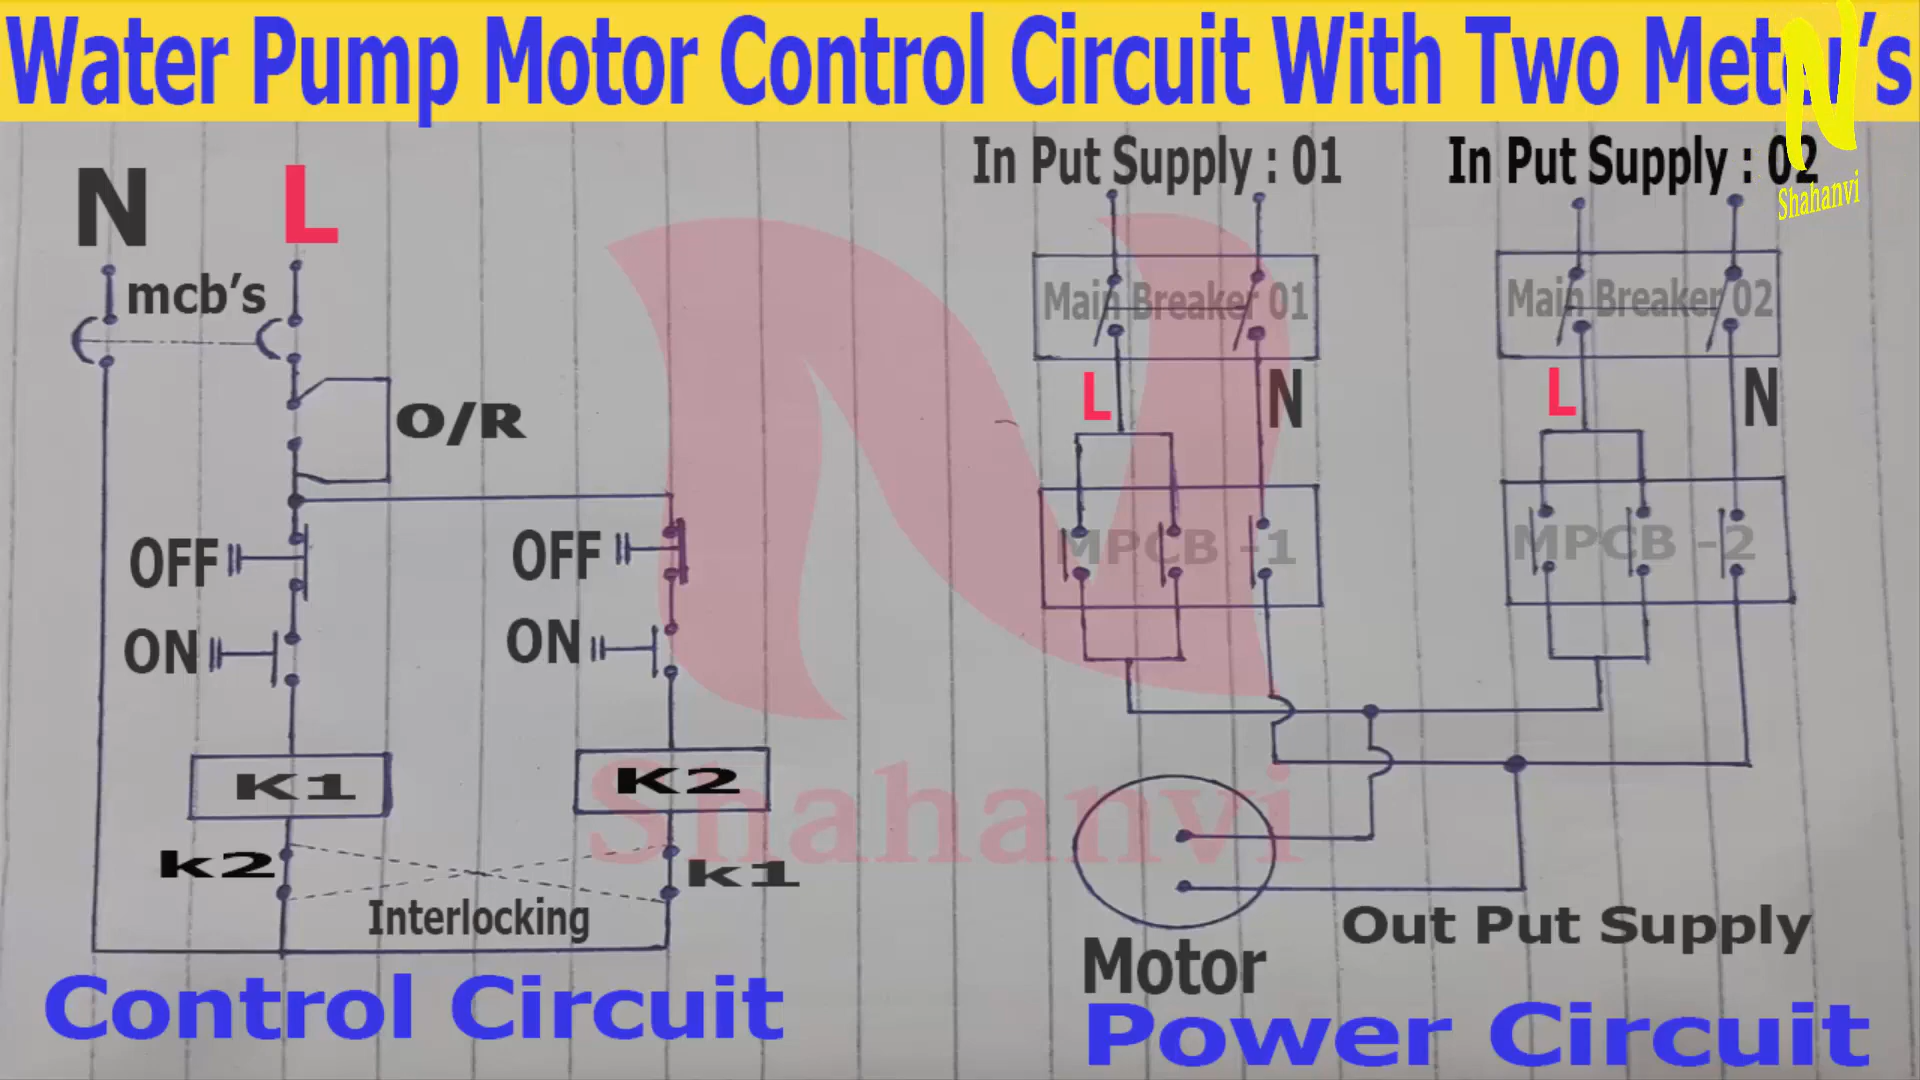 Water Pump Motor Control Circuit With Two Meter's
N
Shahanvi
N L
mcb's
O/R
OFF
ON
OFF
ON
K1
K2
k2
k1
Interlocking
Control Circuit
In Put Supply : 01
In Put Supply : 02
Main Breaker 01
Main Breaker 02
L N
L N
MPCB -1
MPCB -2
Shahanvi
Motor
Out Put Supply
Power Circuit